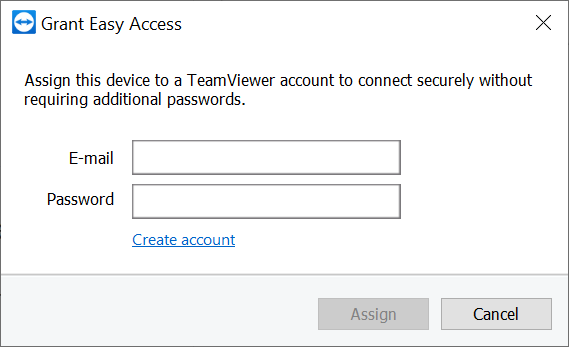 Grant Easy Access
Assign this device to a TeamViewer account to connect securely without
requiring additional passwords.
E-mail
Password
Create account
Assign
Cancel